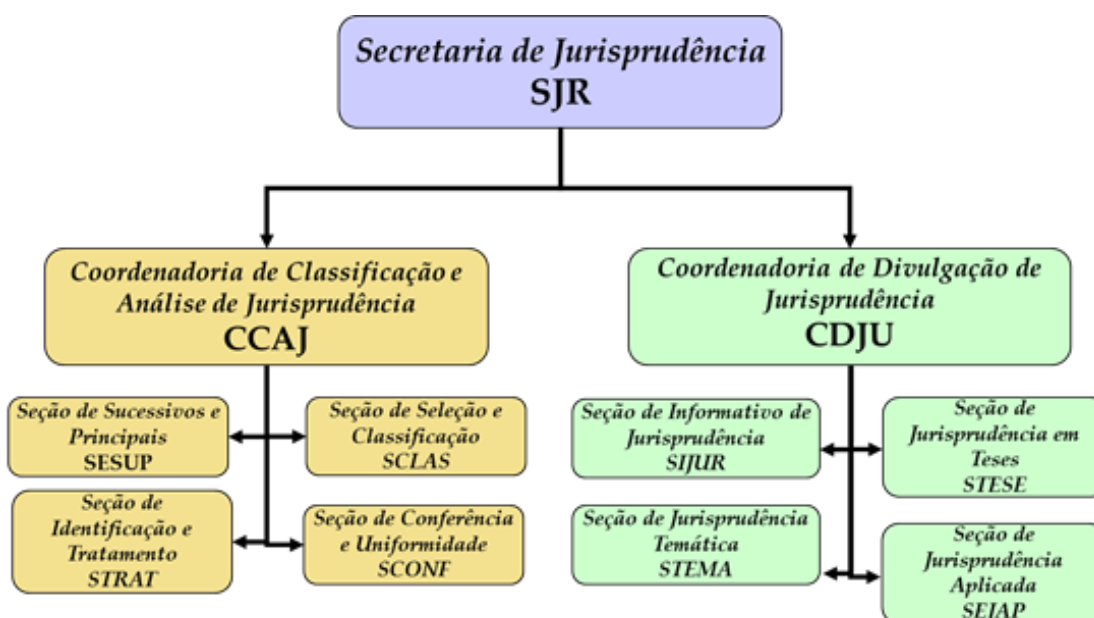 Secretaria de Jurisprudência
SJR
Coordenadoria de Classificação e
Análise de Jurisprudência
CCAJ
Seção de Sucessivos e
Principais
SESUP
Seção de Seleção e
Classificação
SCLAS
Seção de
Identificação e
Tratamento
STRAT
Seção de Conferência
e Uniformidade
SCONF
Coordenadoria de Divulgação de
Jurisprudência
CDJU
Seção de Informativo de
Jurisprudência
SIJUR
Seção de
Jurisprudência em
Teses
STESE
Seção de Jurisprudência
Temática
STEMA
Seção de
Jurisprudência
Aplicada
SEJAP